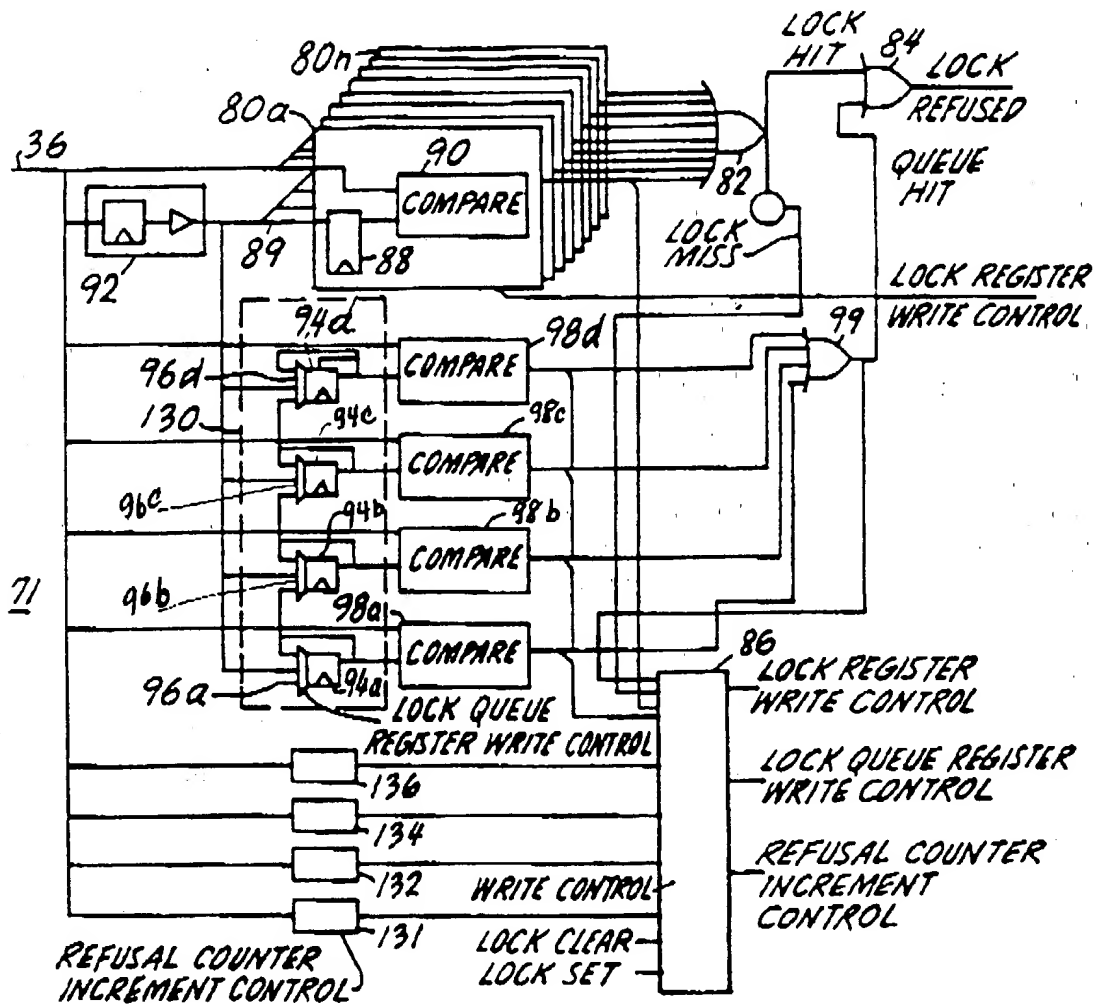 LOCK
HIT
84
LOCK
REFUSED
80n
80a
36
90
COMPARE
82
QUEUE
HIT
92
89
88
LOCK
MISS
LOCK REGISTER
WRITE CONTROL
94d
98d
99
COMPARE
96d
130
94c
98c
COMPARE
96c
94b
98b
COMPARE
96b
71
98a
COMPARE
86
96a
94a
LOCK QUEUE
REGISTER WRITE CONTROL
LOCK REGISTER
WRITE CONTROL
136
LOCK QUEUE REGISTER
WRITE CONTROL
134
132
WRITE CONTROL
REFUSAL COUNTER
INCREMENT
CONTROL
131
REFUSAL COUNTER
INCREMENT CONTROL
LOCK CLEAR
LOCK SET